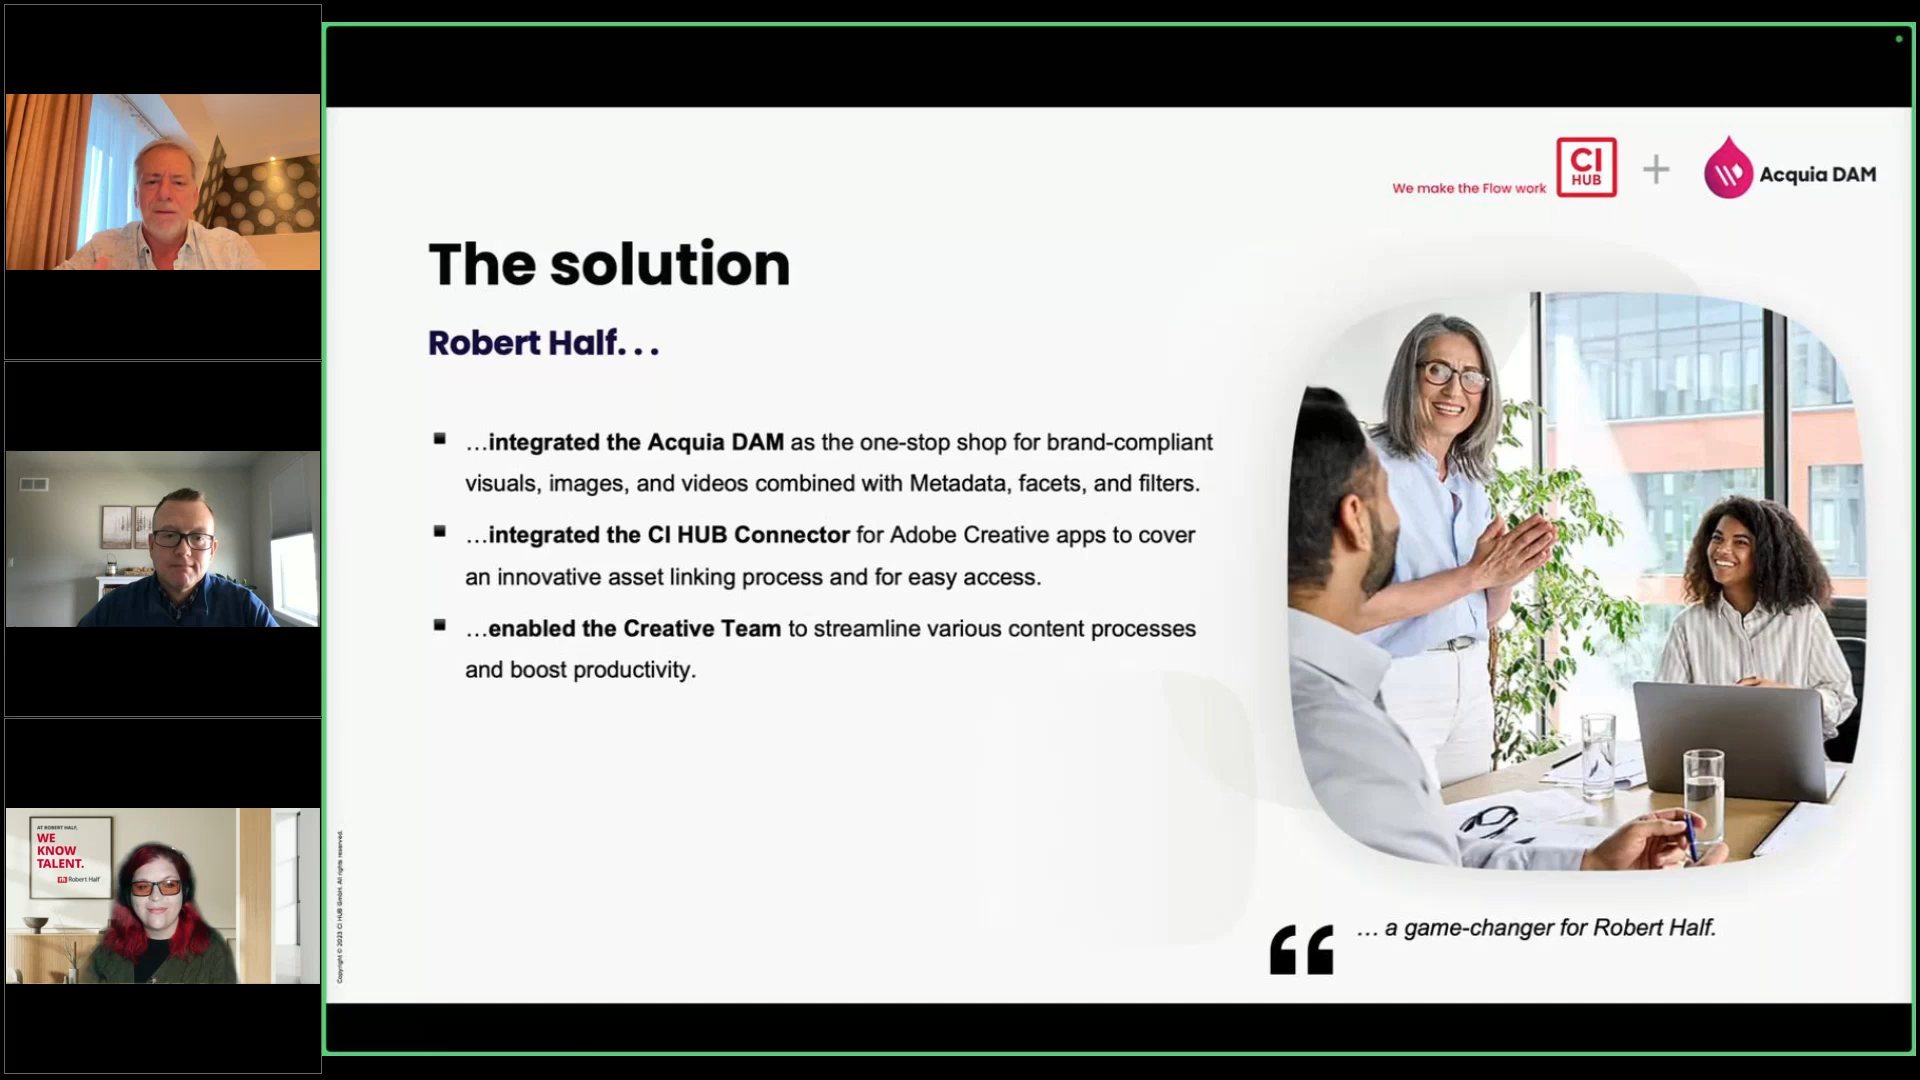 We make the Flow work
CI
HUB
+
Acquia DAM
The solution
Robert Half. . .
…integrated the Acquia DAM as the one-stop shop for brand-compliant
visuals, images, and videos combined with Metadata, facets, and filters.
…integrated the CI HUB Connector for Adobe Creative apps to cover
an innovative asset linking process and for easy access.
…enabled the Creative Team to streamline various content processes
and boost productivity.
“ … a game-changer for Robert Half.
Copyright © 2023 CI HUB GmbH. All rights reserved.
AT ROBERT HALF,
WE
KNOW
TALENT.
rh Robert Half